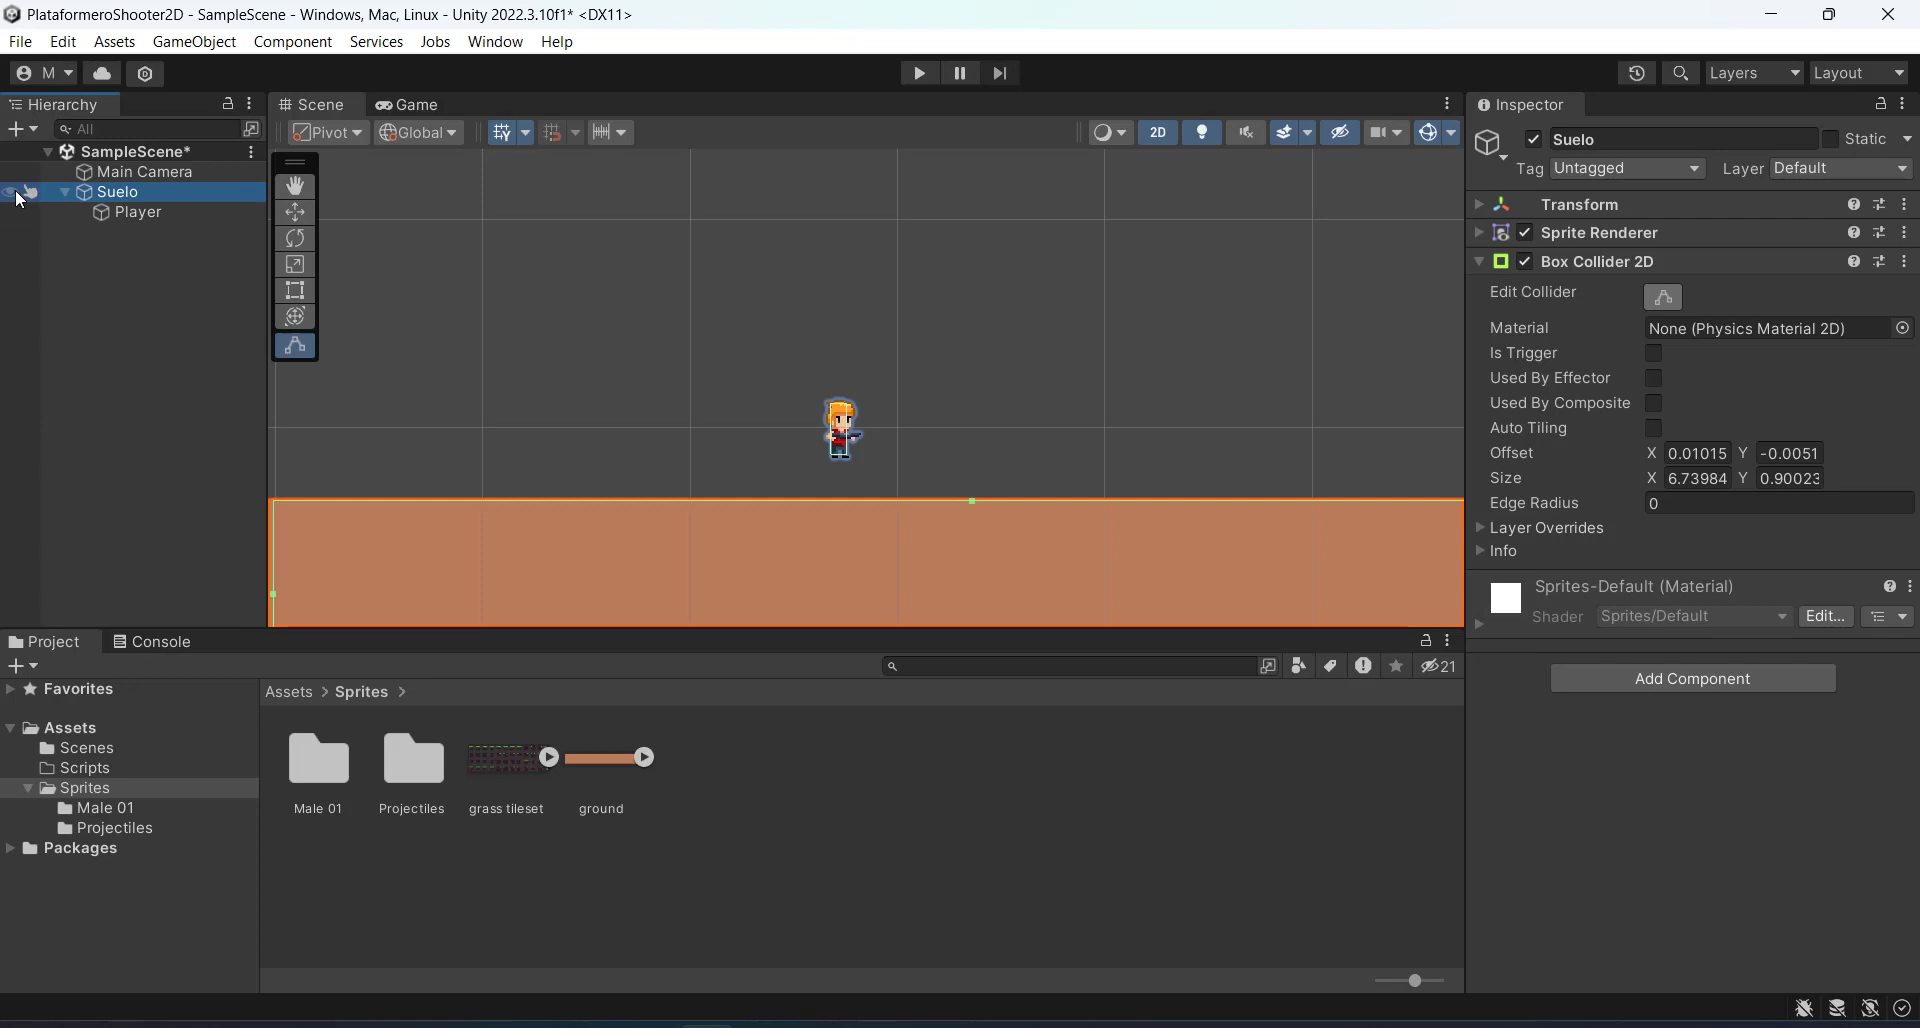 PlataformeroShooter2D - SampleScene - Windows, Mac, Linux - Unity 2022.3.10f1* <DX11>
File Edit Assets GameObject Component Services Jobs Window Help
M Layers Layout
Hierarchy
All
SampleScene*
Main Camera
Suelo
Player
Scene Game
Pivot Global 2D
Inspector
Suelo Static
Tag Untagged Layer Default
Transform
Sprite Renderer
Box Collider 2D
Edit Collider
Material None (Physics Material 2D)
Is Trigger
Used By Effector
Used By Composite
Auto Tiling
Offset X 0.01015 Y -0.0051
Size X 6.73984 Y 0.90023
Edge Radius 0
Layer Overrides
Info
Sprites-Default (Material)
Shader Sprites/Default Edit...
Add Component
Project Console
21
Favorites
Assets
Scenes
Scripts
Sprites
Male 01
Projectiles
Packages
Assets > Sprites >
Male 01 Projectiles grass tileset ground